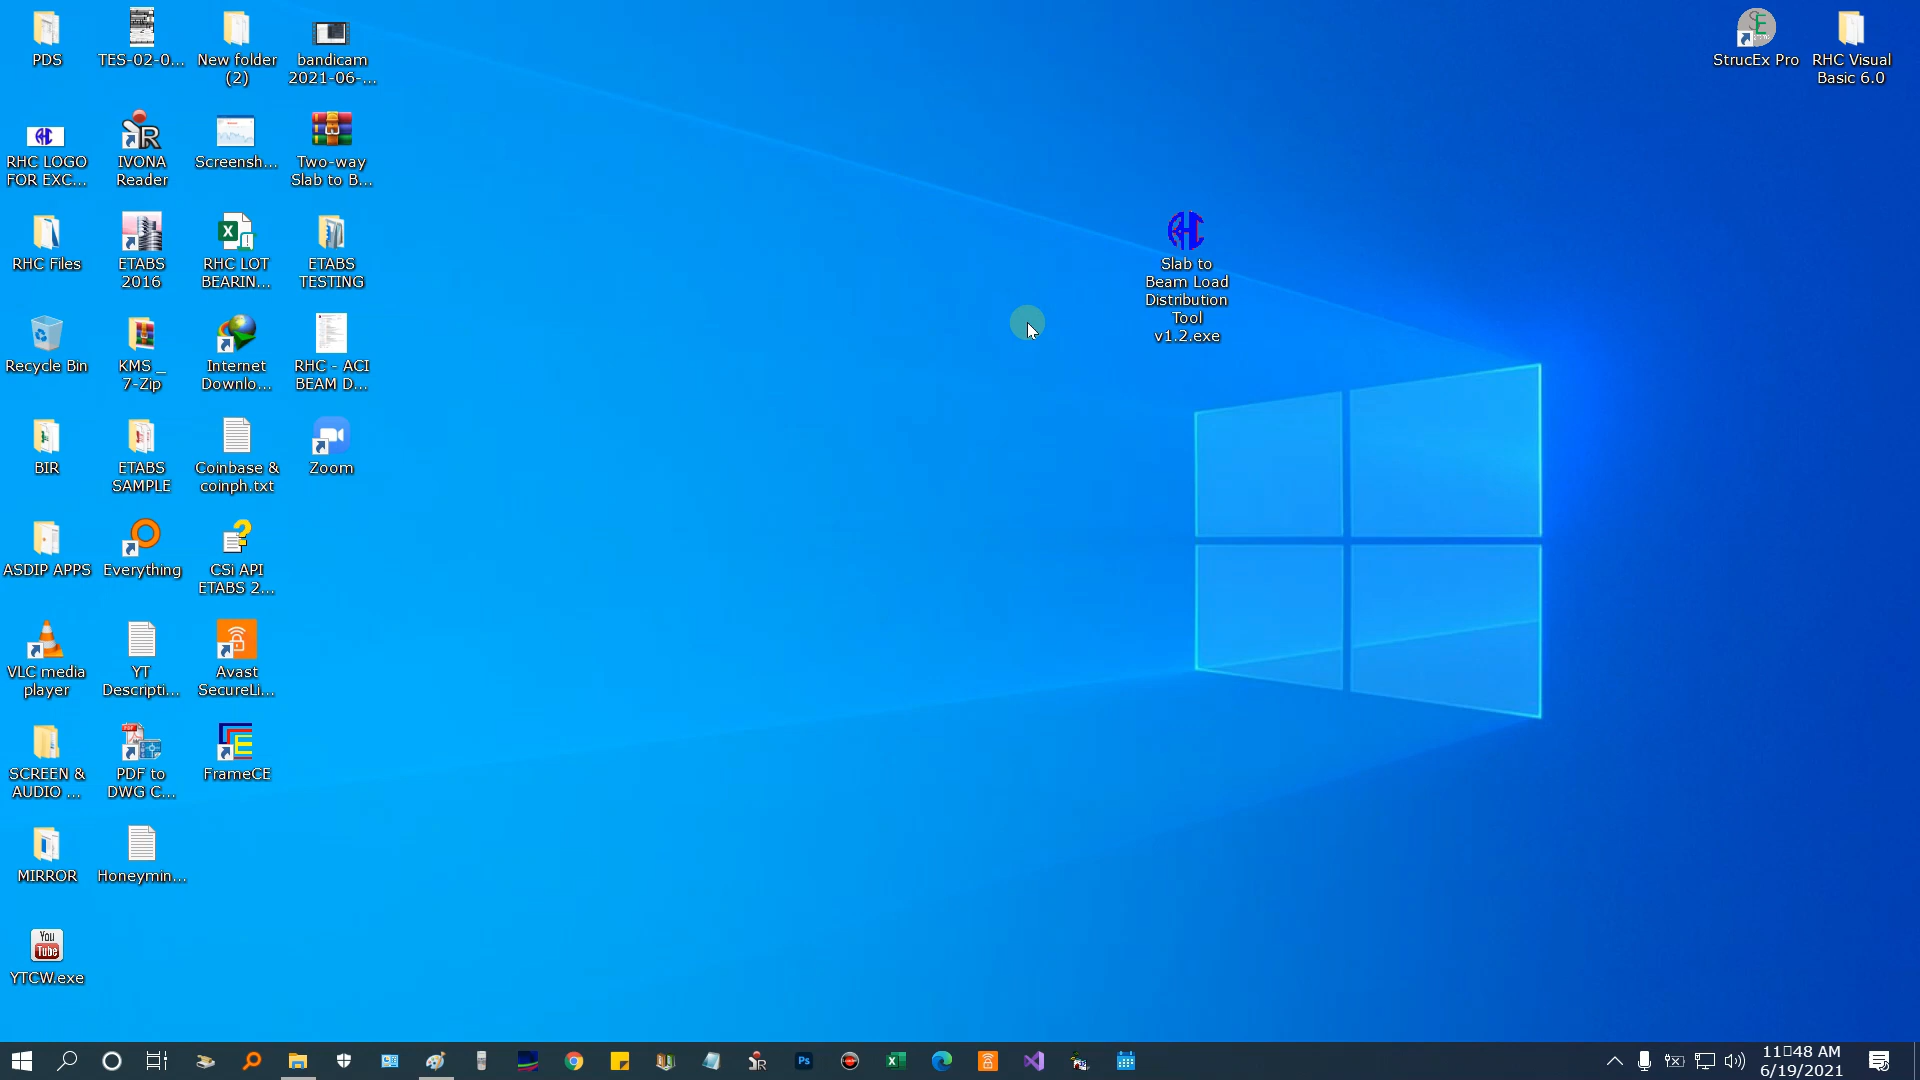 PDS
TES-02-0...
New folder
(2)
bandicam
2021-06-...
StrucEx Pro
RHC Visual
Basic 6.0
RHC LOGO
FOR EXC...
IVONA
Reader
Screensh...
Two-way
Slab to B...
RHC Files
ETABS
2016
RHC LOT
BEARIN...
ETABS
TESTING
Slab to
Beam Load
Distribution
Tool
v1.2.exe
Recycle Bin
KMS _
7-Zip
Internet
Downlo...
RHC - ACI
BEAM D...
BIR
ETABS
SAMPLE
Coinbase &
coinph.txt
Zoom
ASDIP APPS
Everything
CSi API
ETABS 2...
VLC media
player
YT
Descripti...
Avast
SecureLi...
SCREEN &
AUDIO ...
PDF to
DWG C...
FrameCE
MIRROR
Honeymin...
You
Tube
YTCW.exe
Ps
11:48 AM
6/19/2021